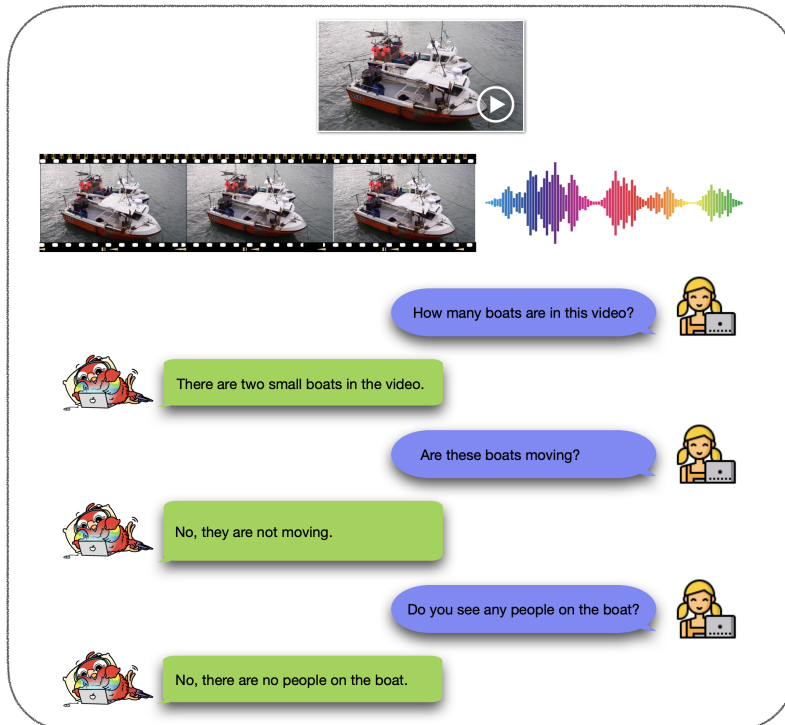 How many boats are in this video?
There are two small boats in the video.
Are these boats moving?
No, they are not moving.
Do you see any people on the boat?
No, there are no people on the boat.